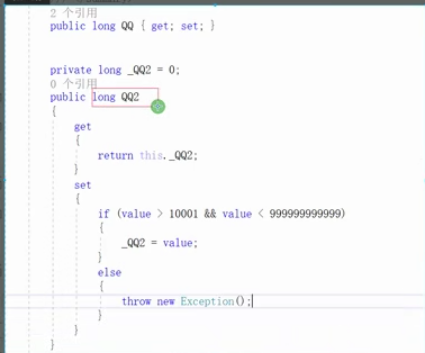 2 个引用
public long QQ { get; set; }
private long _QQ2 = 0;
0 个引用
public long QQ2
{
get
{
return this._QQ2;
}
set
{
if (value > 10001 && value < 999999999999)
{
_QQ2 = value;
}
else
{
throw new Exception();
}
}
}